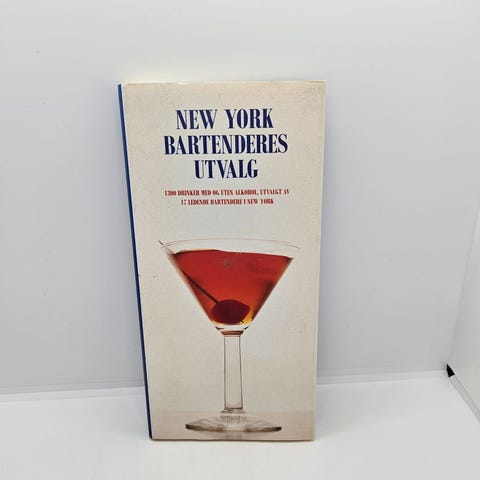 NEW YORK
BARTENDERES
UTVALG
1300 DRINKER MED OG UTEN ALKOHOL, UTVALGT AV
17 LEDENDE BARTENDERE I NEW YORK